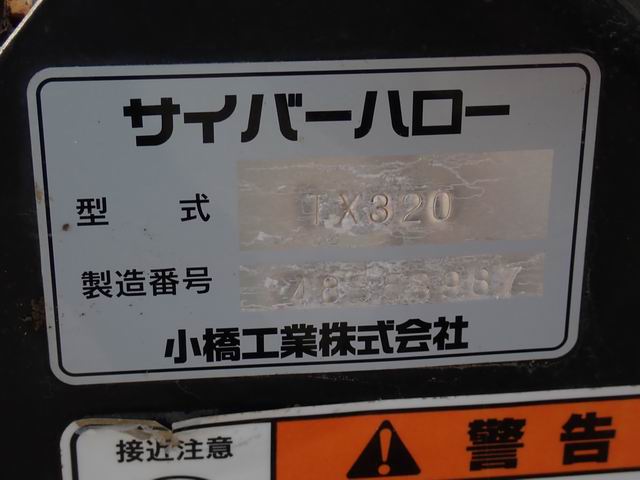 サイバーハロー
型式 TX320
製造番号
小橋工業株式会社
接近注意
警告